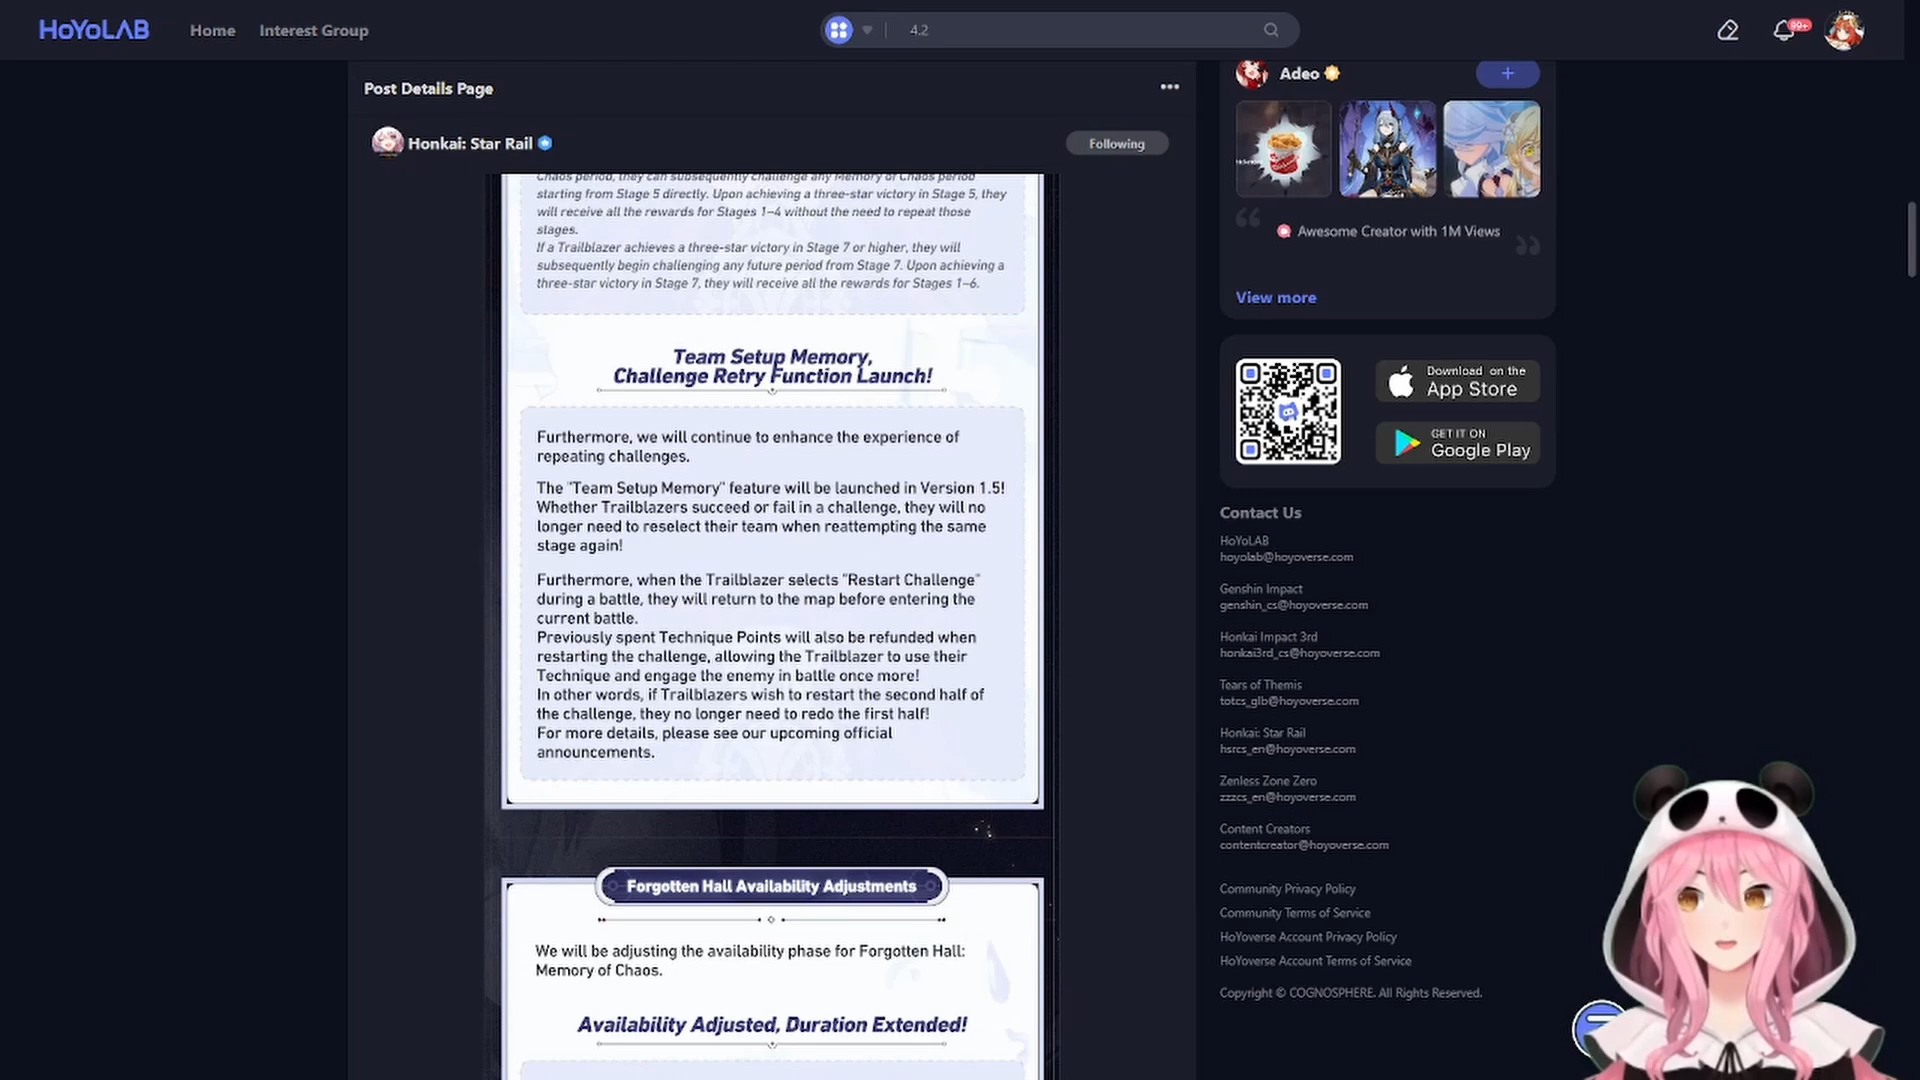 HoYoLAB
Home
Interest Group
4.2
99+
Post Details Page
Honkai: Star Rail
Following
Chaos period, they can subsequently challenge any Memory of Chaos period
starting from Stage 5 directly. Upon achieving a three-star victory in Stage 5, they
will receive all the rewards for Stages 1–4 without the need to repeat those
stages.
If a Trailblazer achieves a three-star victory in Stage 7 or higher, they will
subsequently begin challenging any future period from Stage 7. Upon achieving a
three-star victory in Stage 7, they will receive all the rewards for Stages 1–6.
Team Setup Memory,
Challenge Retry Function Launch!
Furthermore, we will continue to enhance the experience of
repeating challenges.
The "Team Setup Memory" feature will be launched in Version 1.5!
Whether Trailblazers succeed or fail in a challenge, they will no
longer need to reselect their team when reattempting the same
stage again!
Furthermore, when the Trailblazer selects "Restart Challenge"
during a battle, they will return to the map before entering the
current battle.
Previously spent Technique Points will also be refunded when
restarting the challenge, allowing the Trailblazer to use their
Technique and engage the enemy in battle once more!
In other words, if Trailblazers wish to restart the second half of
the challenge, they no longer need to redo the first half!
For more details, please see our upcoming official
announcements.
Forgotten Hall Availability Adjustments
We will be adjusting the availability phase for Forgotten Hall:
Memory of Chaos.
Availability Adjusted, Duration Extended!
Adeo
Awesome Creator with 1M Views
View more
Download on the
App Store
GET IT ON
Google Play
Contact Us
HoYoLAB
hoyolab@hoyoverse.com
Genshin Impact
genshin_cs@hoyoverse.com
Honkai Impact 3rd
honkai3rd_cs@hoyoverse.com
Tears of Themis
totcs_glb@hoyoverse.com
Honkai: Star Rail
hsrcs_en@hoyoverse.com
Zenless Zone Zero
zzzcs_en@hoyoverse.com
Content Creators
contentcreator@hoyoverse.com
Community Privacy Policy
Community Terms of Service
HoYoverse Account Privacy Policy
HoYoverse Account Terms of Service
Copyright © COGNOSPHERE. All Rights Reserved.